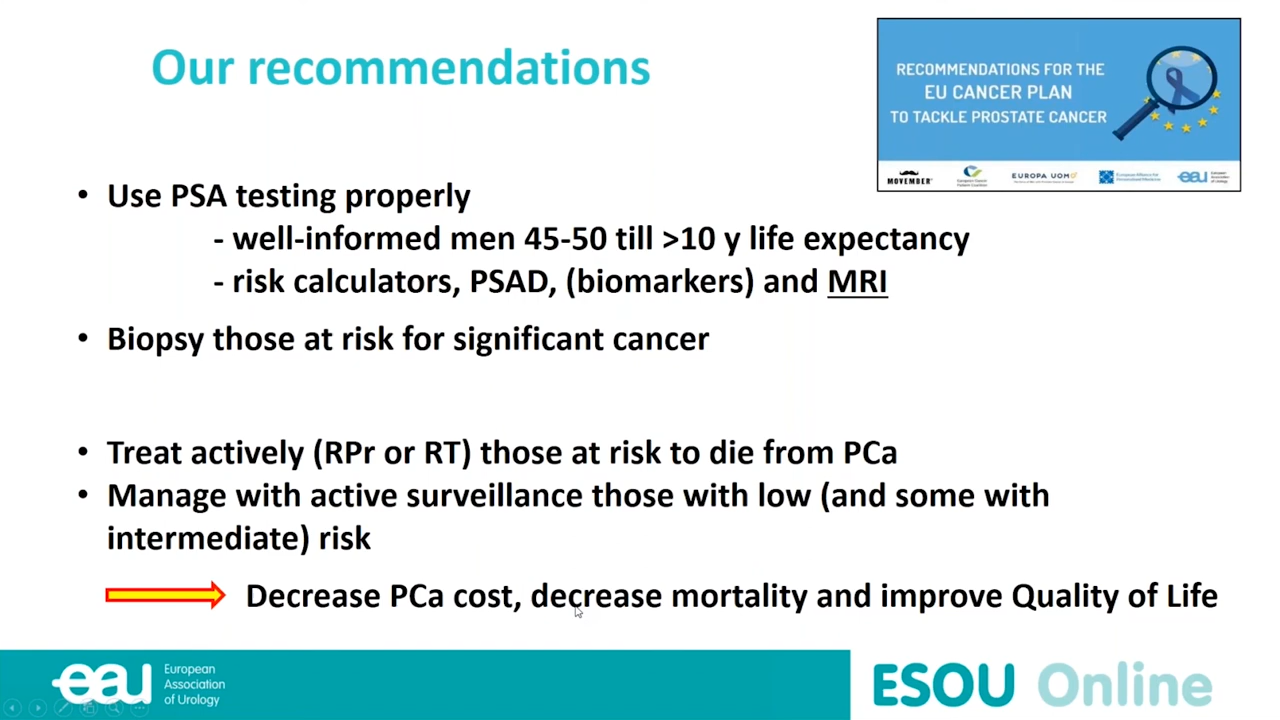 Our recommendations
RECOMMENDATIONS FOR THE
EU CANCER PLAN
TO TACKLE PROSTATE CANCER
MOVEMBER
EUROPA UOMO
eau
• Use PSA testing properly
- well-informed men 45-50 till >10 y life expectancy
- risk calculators, PSAD, (biomarkers) and MRI
• Biopsy those at risk for significant cancer
• Treat actively (RPr or RT) those at risk to die from PCa
• Manage with active surveillance those with low (and some with
intermediate) risk
Decrease PCa cost, decrease mortality and improve Quality of Life
eau
European
Association
of Urology
ESOU Online